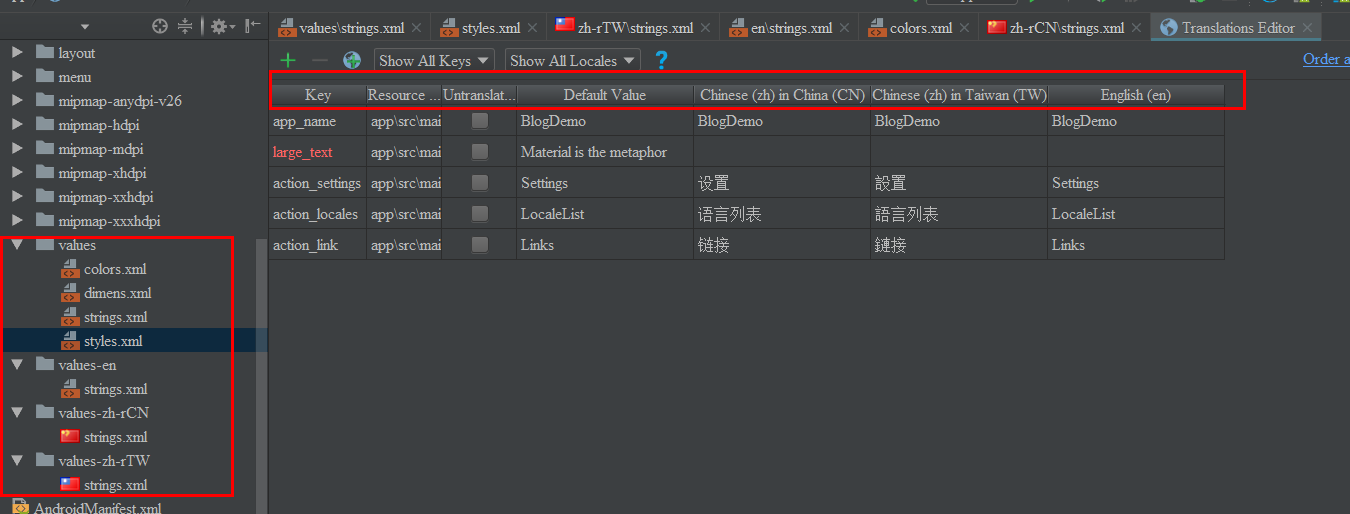 values\strings.xml
styles.xml
zh-rTW\strings.xml
en\strings.xml
colors.xml
zh-rCN\strings.xml
Translations Editor
layout
menu
mipmap-anydpi-v26
mipmap-hdpi
mipmap-mdpi
mipmap-xhdpi
mipmap-xxhdpi
mipmap-xxxhdpi
values
colors.xml
dimens.xml
strings.xml
styles.xml
values-en
strings.xml
values-zh-rCN
strings.xml
values-zh-rTW
strings.xml
AndroidManifest.xml
Show All Keys
Show All Locales
?
Order a
Key Resource ... Untranslat... Default Value Chinese (zh) in China (CN) Chinese (zh) in Taiwan (TW) English (en)
app_name app\src\mai BlogDemo BlogDemo BlogDemo BlogDemo
large_text app\src\mai Material is the metaphor
action_settings app\src\mai Settings 设置 設置 Settings
action_locales app\src\mai LocaleList 語言列表 語言列表 LocaleList
action_link app\src\mai Links 链接 鏈接 Links